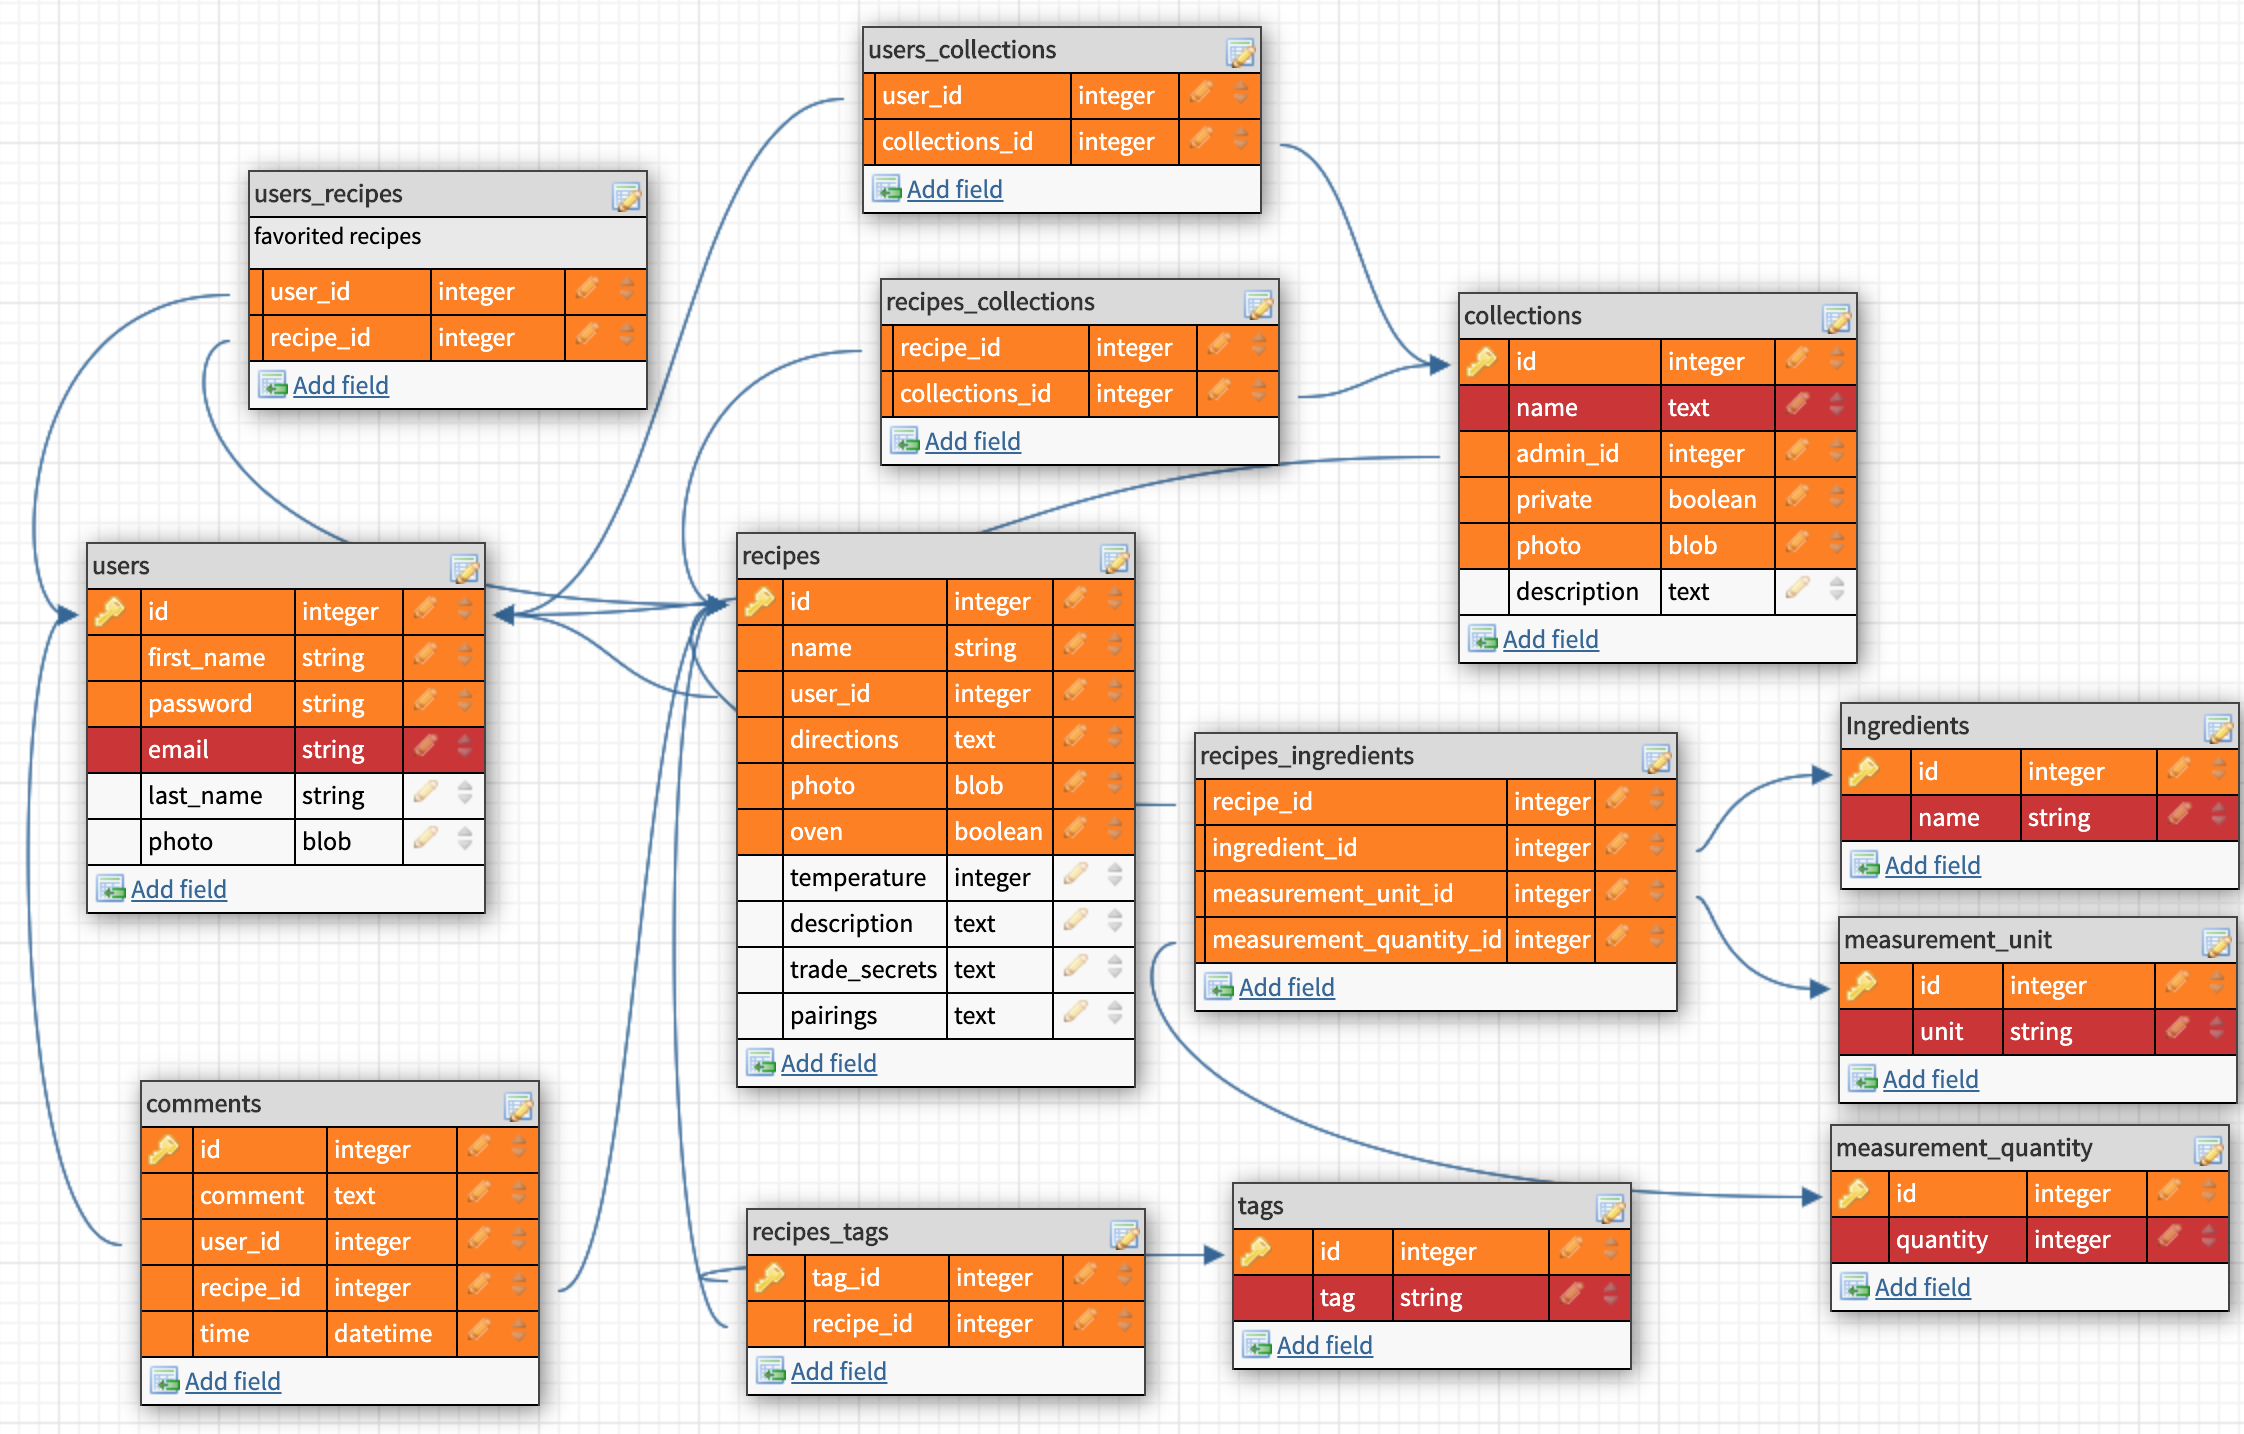 users_collections
user_id integer
collections_id integer
Add field
users_recipes
favorited recipes
user_id integer
recipe_id integer
Add field
recipes_collections
recipe_id integer
collections_id integer
Add field
collections
id integer
name text
admin_id integer
private boolean
photo blob
description text
Add field
users
id integer
first_name string
password string
email string
last_name string
photo blob
Add field
recipes
id integer
name string
user_id integer
directions text
photo blob
oven boolean
temperature integer
description text
trade_secrets text
pairings text
Add field
recipes_ingredients
recipe_id integer
ingredient_id integer
measurement_unit_id integer
measurement_quantity_id integer
Add field
Ingredients
id integer
name string
Add field
measurement_unit
id integer
unit string
Add field
measurement_quantity
id integer
quantity integer
Add field
comments
id integer
comment text
user_id integer
recipe_id integer
time datetime
Add field
recipes_tags
tag_id integer
recipe_id integer
Add field
tags
id integer
tag string
Add field